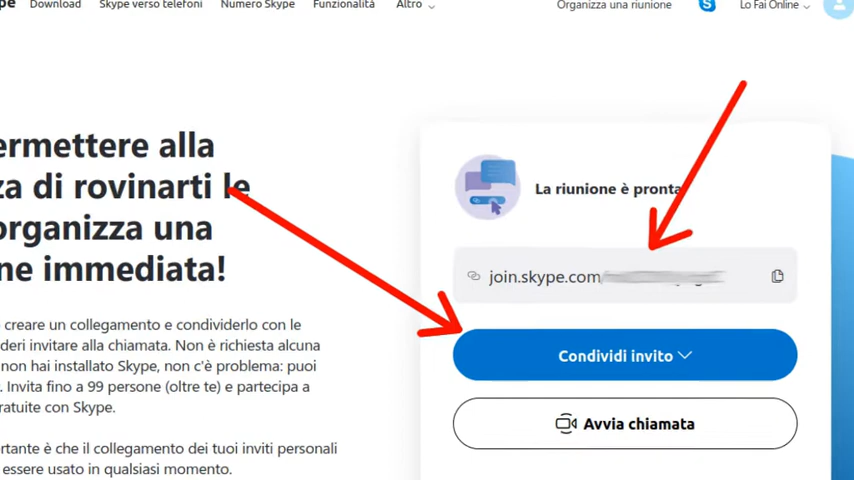 pe Download Skype verso telefoni Numero Skype Funzionalità Altro Organizza una riunione Lo Fai Online
ermettere alla
za di rovinarti le
organizza una
ne immediata!
creare un collegamento e condividerlo con le
deri invitare alla chiamata. Non è richiesta alcuna
non hai installato Skype, non c'è problema: puoi
. Invita fino a 99 persone (oltre te) e partecipa a
ratuite con Skype.
rtante è che il collegamento dei tuoi inviti personali
essere usato in qualsiasi momento.
La riunione è pronta
join.skype.com/
Condividi invito
Avvia chiamata